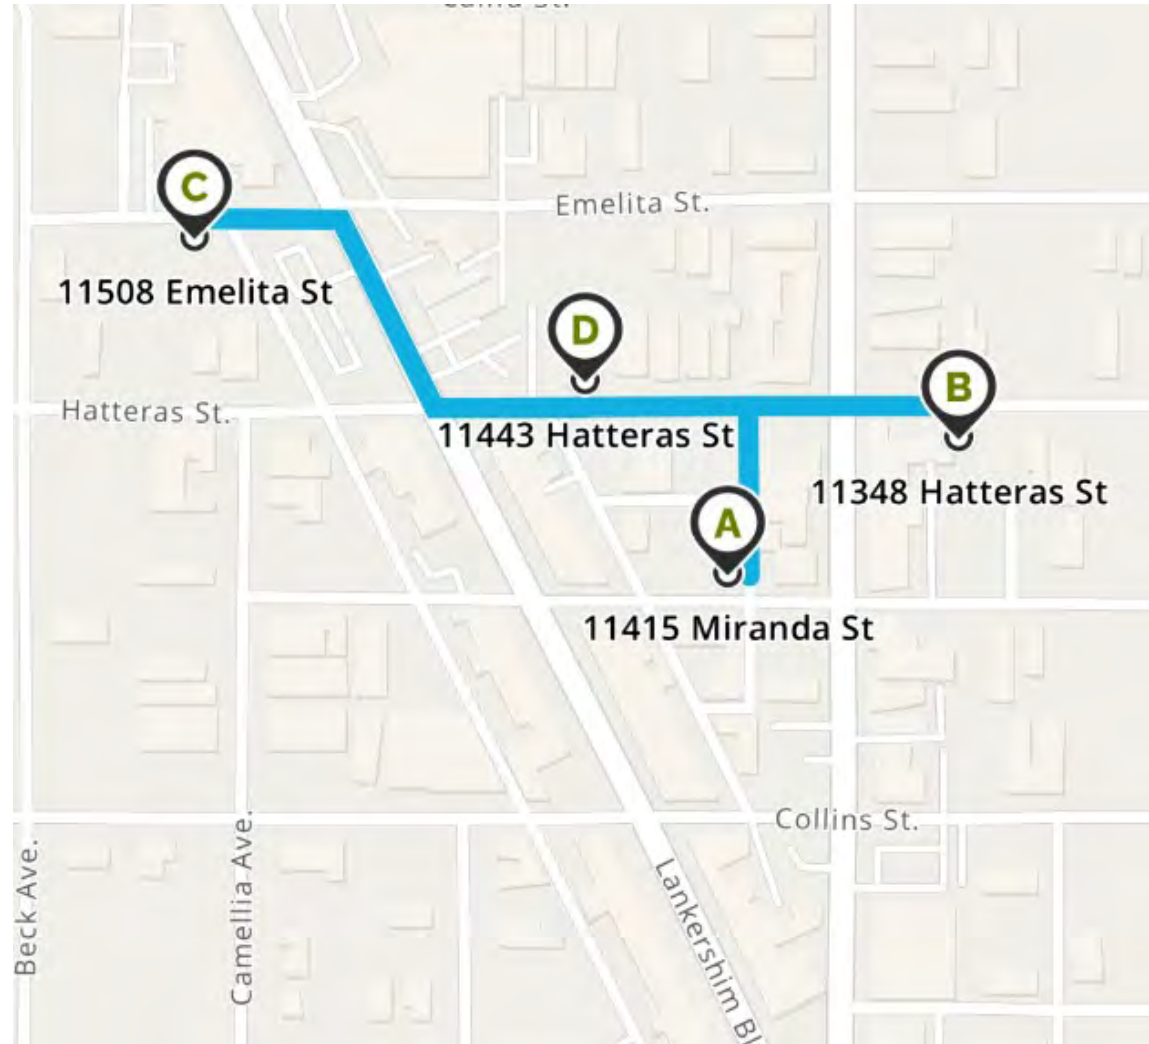 Emelita St.
C
11508 Emelita St
D
B
Hatteras St.
11443 Hatteras St
11348 Hatteras St
A
11415 Miranda St
Collins St.
Beck Ave.
Camellia Ave.
Lankershim Bl